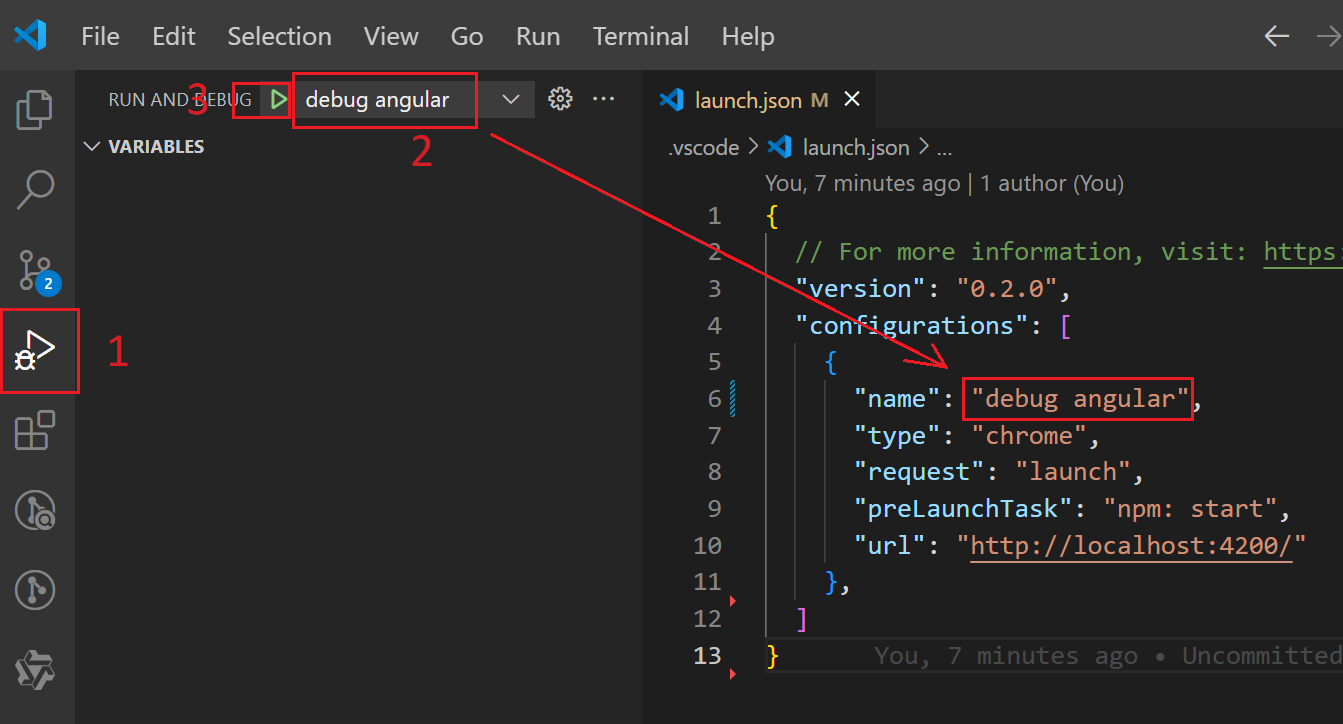 File Edit Selection View Go Run Terminal Help
RUN AND DEBUG debug angular ...
3
2
VARIABLES
2
1
launch.json M
.vscode > launch.json > ...
You, 7 minutes ago | 1 author (You)
1 {
2 // For more information, visit: https:
3 "version": "0.2.0",
4 "configurations": [
5 {
6 "name": "debug angular",
7 "type": "chrome",
8 "request": "launch",
9 "preLaunchTask": "npm: start",
10 "url": "http://localhost:4200/"
11 },
12 ]
13 } You, 7 minutes ago • Uncommitted